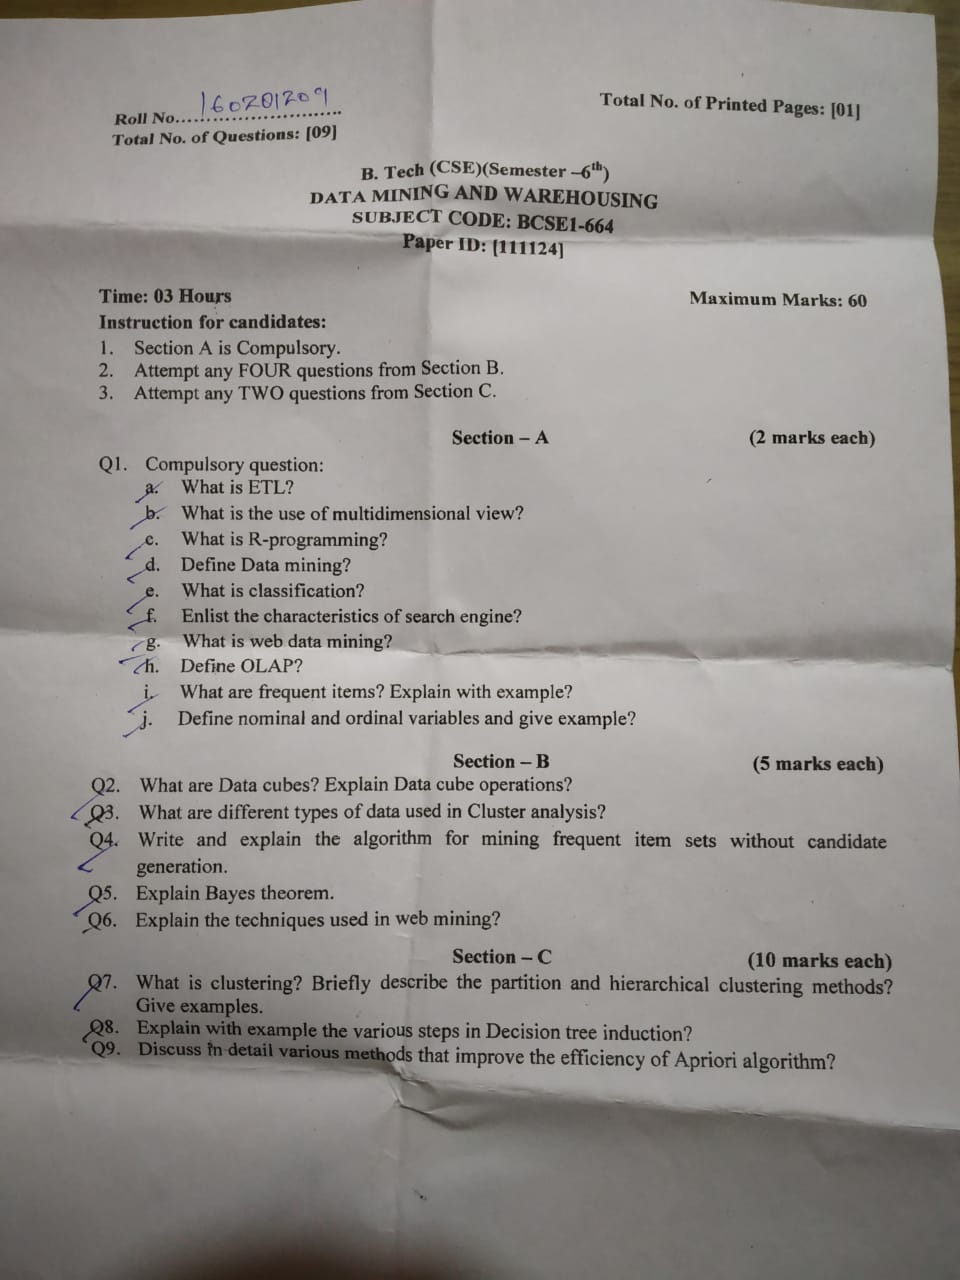 Roll No.....160201209
Total No. of Printed Pages: [01]
Total No. of Questions: [09]
B. Tech (CSE)(Semester –6th)
DATA MINING AND WAREHOUSING
SUBJECT CODE: BCSE1-664
Paper ID: [111124]
Time: 03 Hours
Maximum Marks: 60
Instruction for candidates:
1. Section A is Compulsory.
2. Attempt any FOUR questions from Section B.
3. Attempt any TWO questions from Section C.
Section – A (2 marks each)
Q1. Compulsory question:
a. What is ETL?
b. What is the use of multidimensional view?
c. What is R-programming?
d. Define Data mining?
e. What is classification?
f. Enlist the characteristics of search engine?
g. What is web data mining?
h. Define OLAP?
i. What are frequent items? Explain with example?
j. Define nominal and ordinal variables and give example?
Section – B (5 marks each)
Q2. What are Data cubes? Explain Data cube operations?
Q3. What are different types of data used in Cluster analysis?
Q4. Write and explain the algorithm for mining frequent item sets without candidate
generation.
Q5. Explain Bayes theorem.
Q6. Explain the techniques used in web mining?
Section – C (10 marks each)
Q7. What is clustering? Briefly describe the partition and hierarchical clustering methods?
Give examples.
Q8. Explain with example the various steps in Decision tree induction?
Q9. Discuss in detail various methods that improve the efficiency of Apriori algorithm?